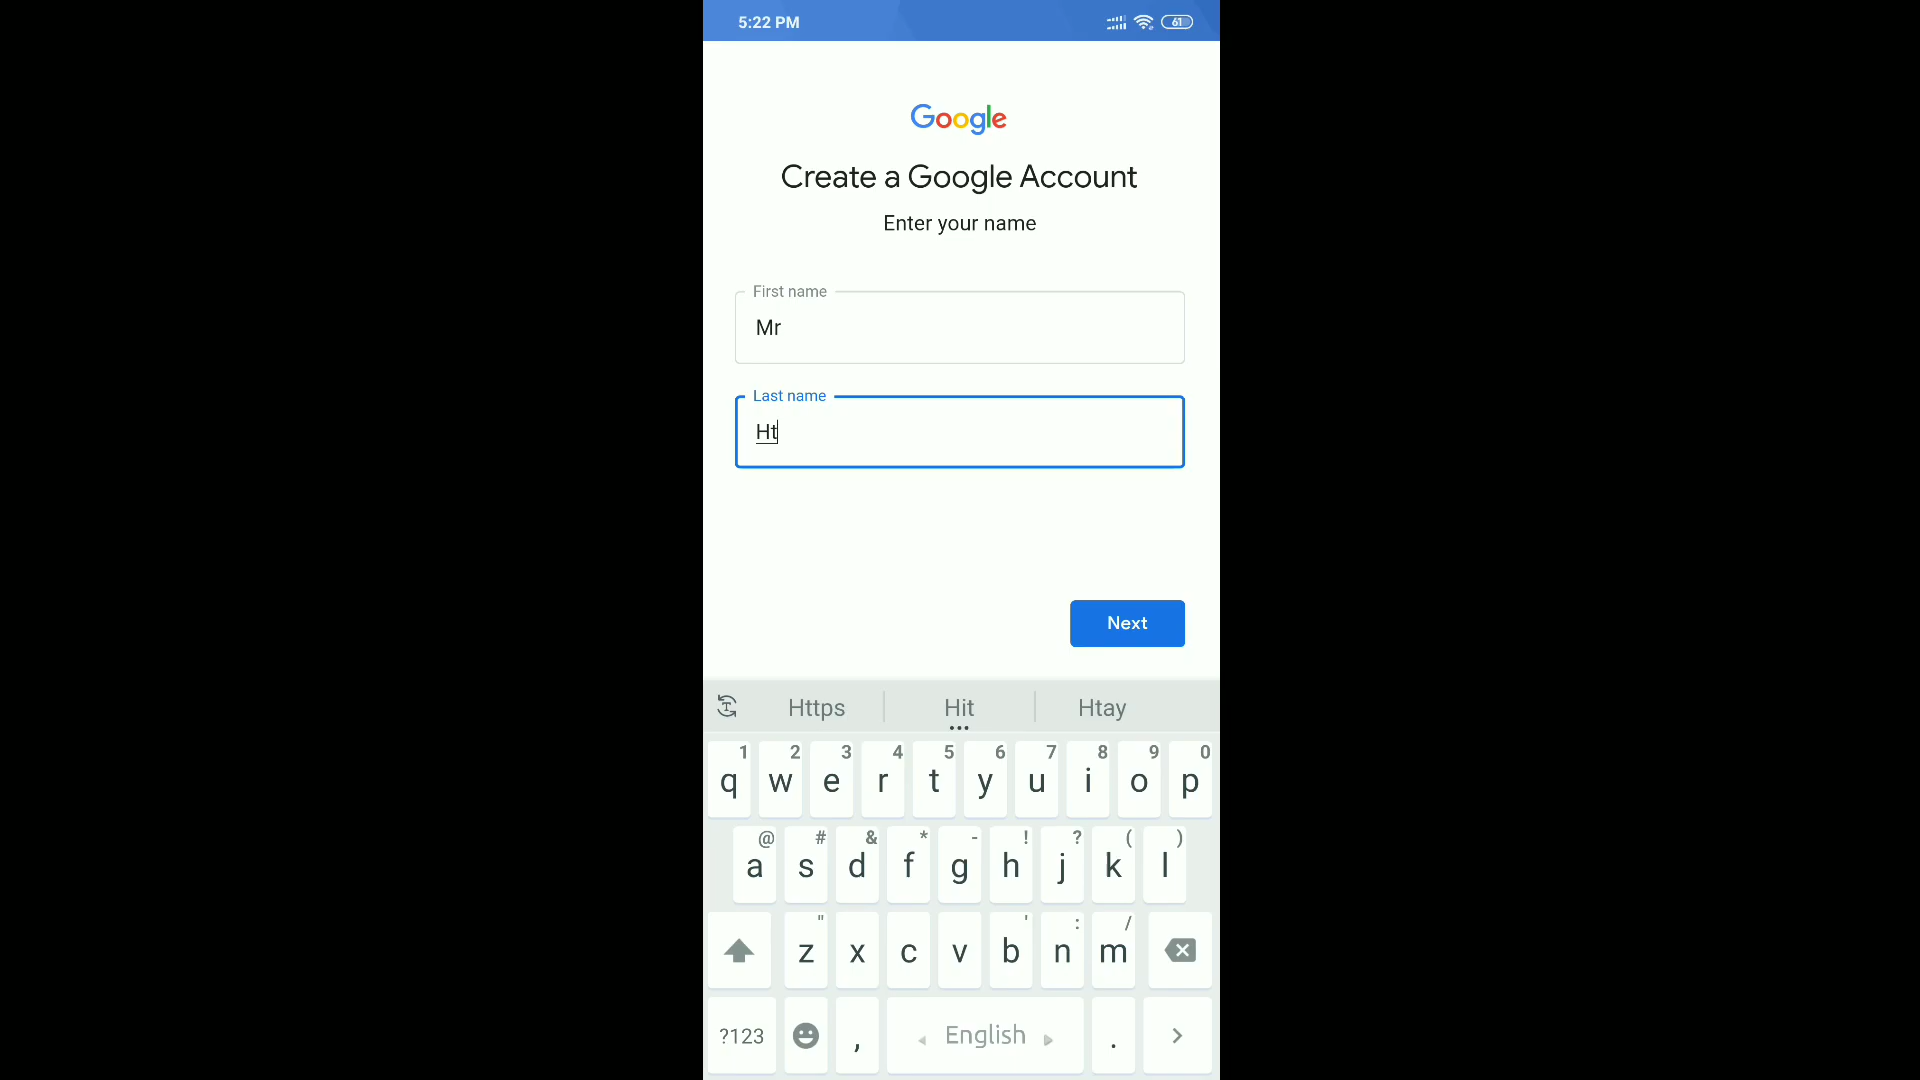 5:22 PM
61
Google
Create a Google Account
Enter your name
First name
Mr
Last name
Ht
Next
Https Hit Htay
1 2 3 4 5 6 7 8 9 0
q w e r t y u i o p
@ # & * - ! ? ( )
a s d f g h j k l
" ' : /
z x c v b n m
?123 , English .